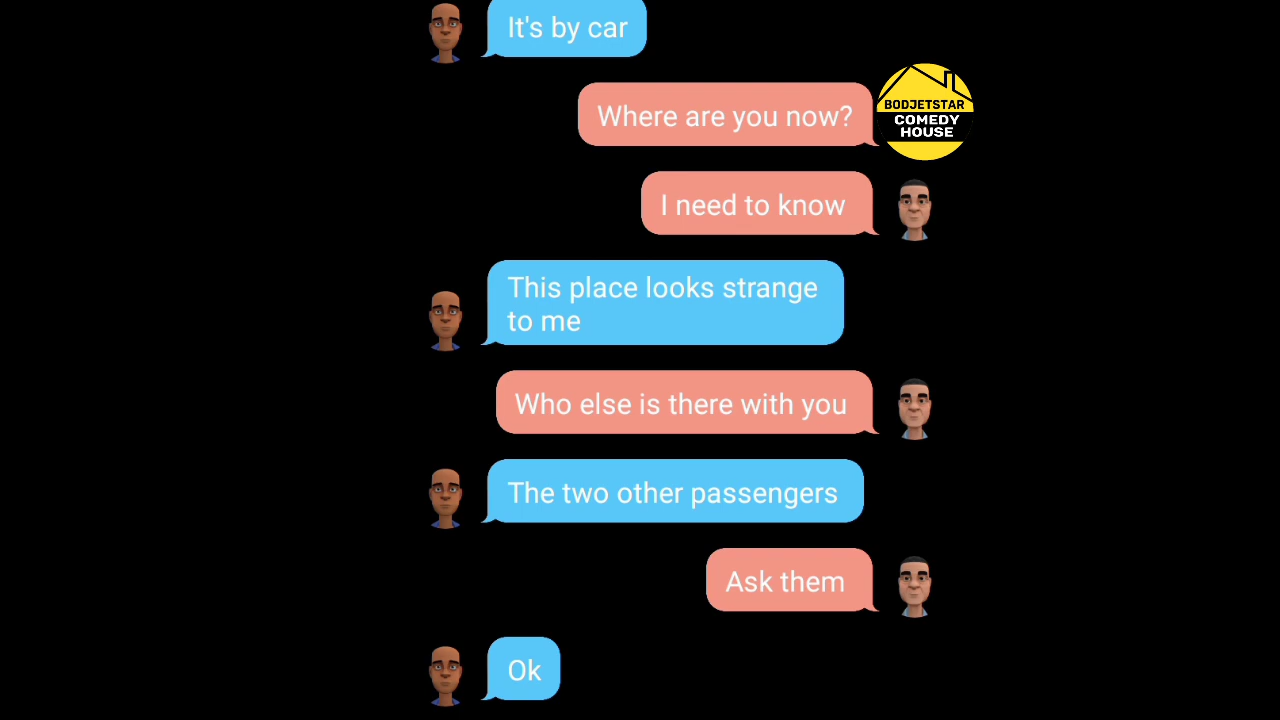 It's by car
Where are you now?
BODJETSTAR
COMEDY
HOUSE
I need to know
This place looks strange
to me
Who else is there with you
The two other passengers
Ask them
Ok